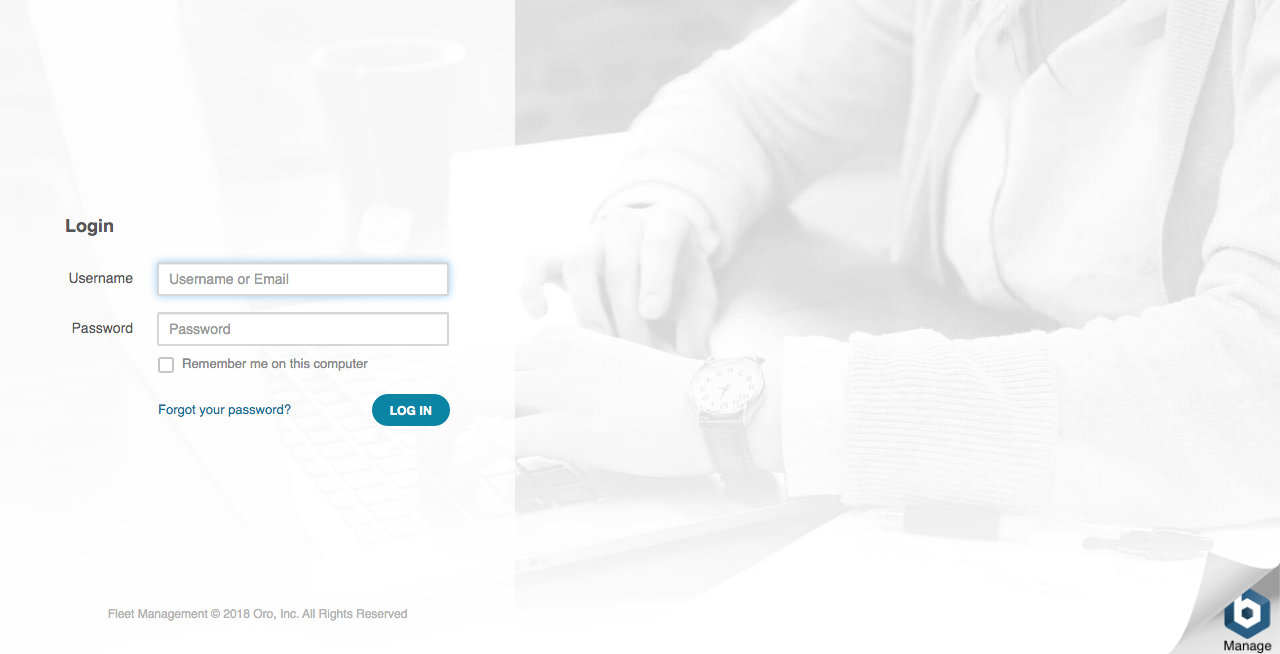 Login
Username
Username or Email
Password
Password
Remember me on this computer
Forgot your password?
LOG IN
Fleet Management © 2018 Oro, Inc. All Rights Reserved
Manage